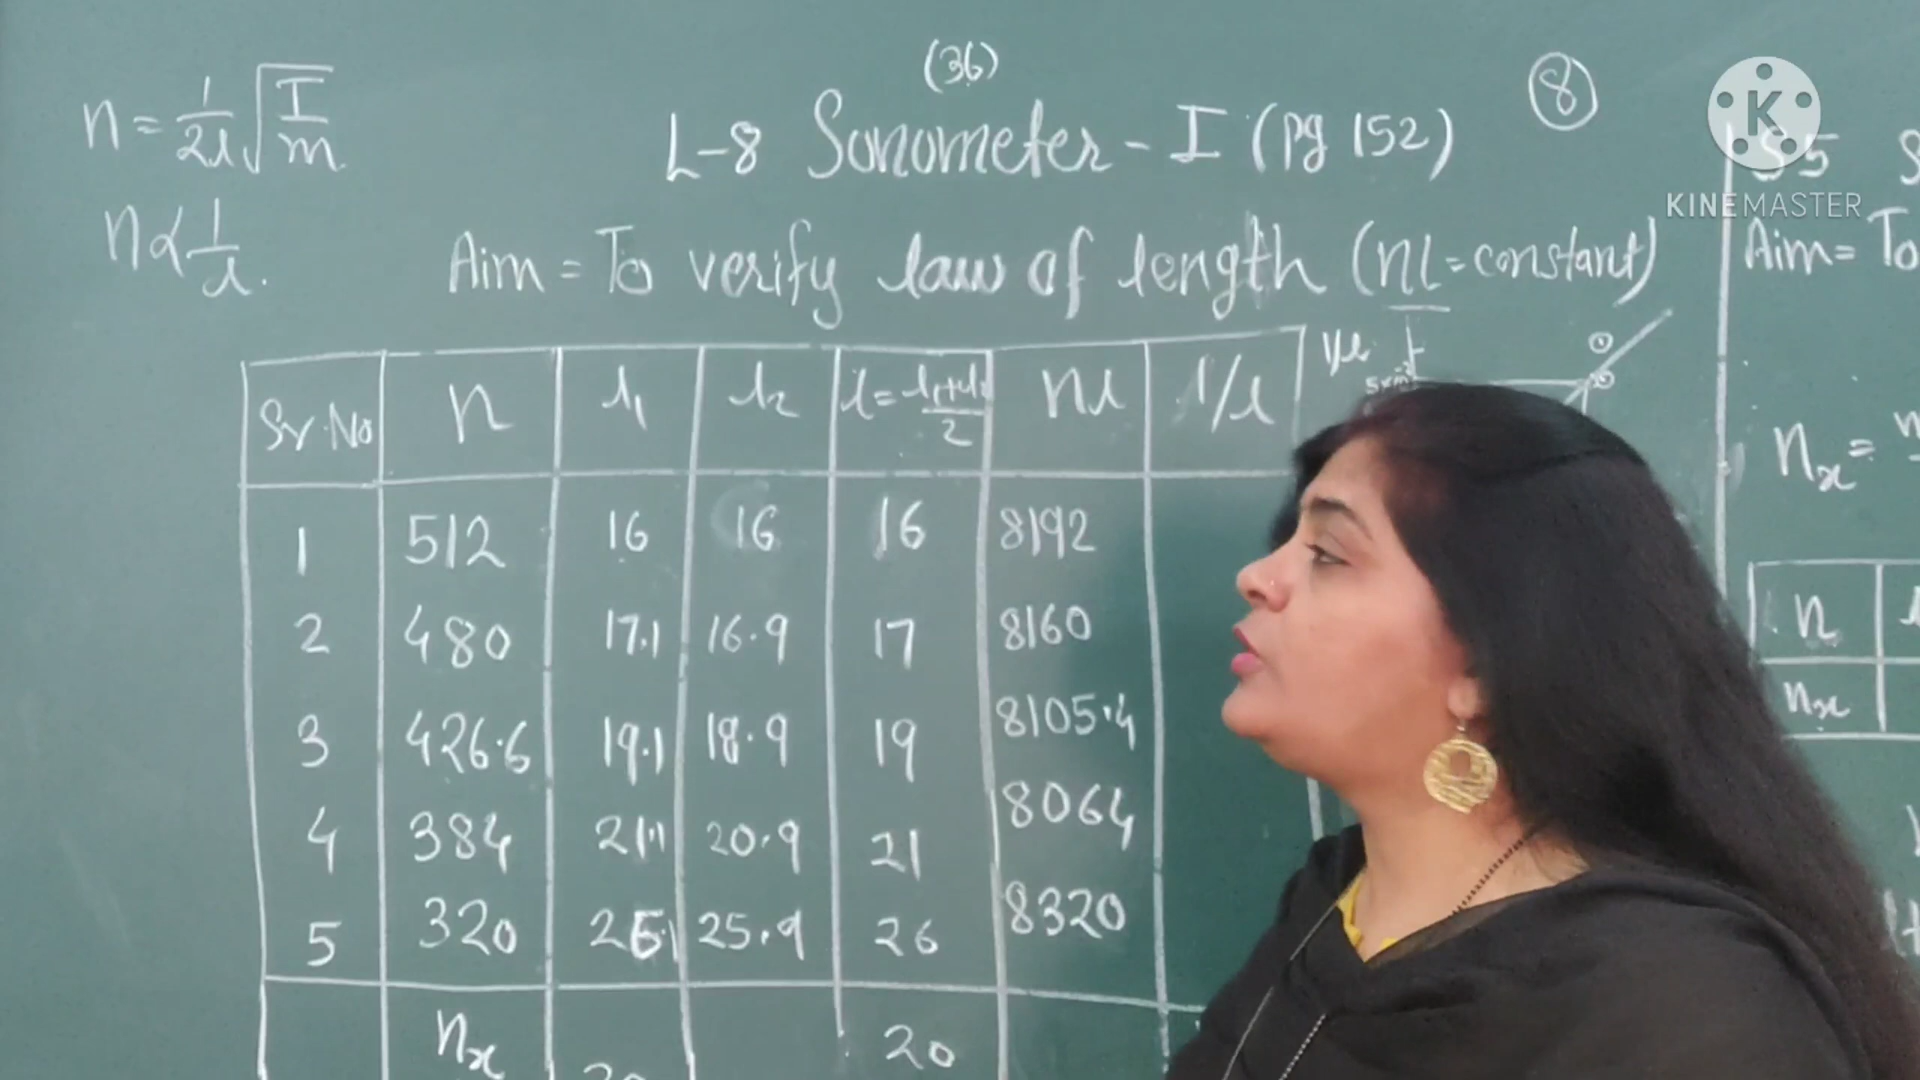 (36)
n = 1/2l √T/m
L-8 Sonometer - I (pg 152)
8
KINEMASTER
n ∝ 1/l.
Aim = To verify law of length (nl = constant)
Aim = To
Sr.No n l1 l2 l = l1+l2/2 nl 1/l
1 512 16 16 16 8192
2 480 17.1 16.9 17 8160
3 426.6 19.1 18.9 19 8105.4
4 384 21.1 20.9 21 8064
5 320 26.1 25.9 26 8320
nx 20
nx =
n
nx